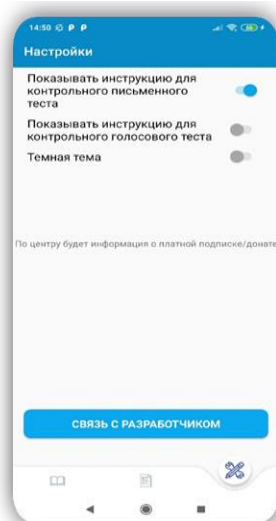 14:50
Настройки
Показывать инструкцию для
контрольного письменного
теста
Показывать инструкцию для
контрольного голосового теста
Темная тема
По центру будет информация о платной подписке/донате
СВЯЗЬ С РАЗРАБОТЧИКОМ